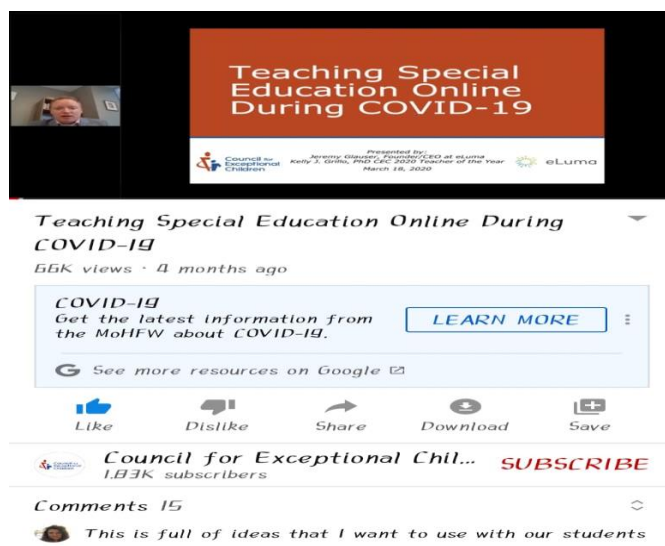 Teaching Special
Education Online
During COVID-19
Presented by:
Jeremy Glauser, Founder/CEO at eLuma
Kelly J. Grillo, PhD CEC 2020 Teacher of the Year
March 18, 2020
Council for
Exceptional
Children
eLuma
Teaching Special Education Online During
COVID-19
66K views · 4 months ago
COVID-19
Get the latest information from
the MoHFW about COVID-19.
LEARN MORE
G See more resources on Google
Like Dislike Share Download Save
Council for Exceptional Chil...
1.83K subscribers
SUBSCRIBE
Comments 15
This is full of ideas that I want to use with our students